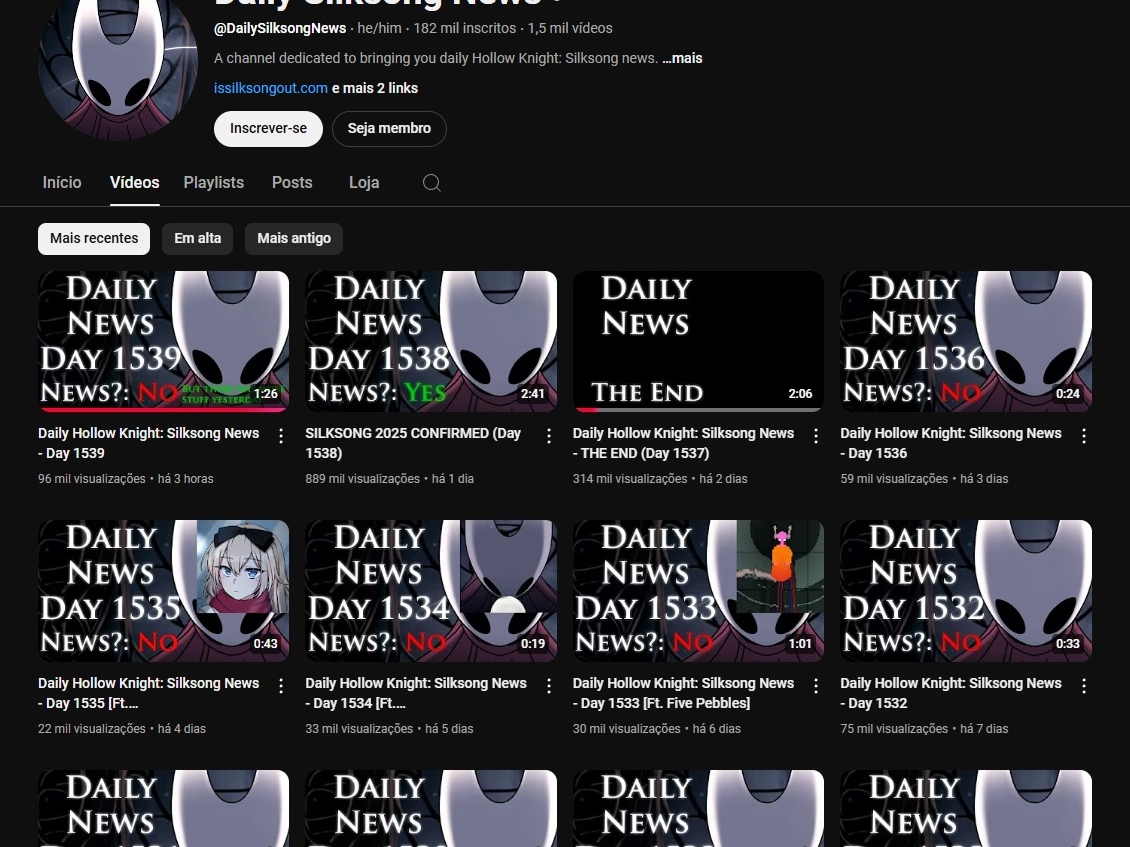 Daily Silksong News
@DailySilksongNews · he/him · 182 mil inscritos · 1,5 mil vídeos
A channel dedicated to bringing you daily Hollow Knight: Silksong news. ...mais
issilksongout.com e mais 2 links
Inscrever-se Seja membro
Início Vídeos Playlists Posts Loja
Mais recentes Em alta Mais antigo
DAILY
NEWS
DAY 1539
NEWS?: NO
BUT
STUFF YESTERD
1:26
DAILY
NEWS
DAY 1538
NEWS?: YES
2:41
DAILY
NEWS
THE END
2:06
DAILY
NEWS
DAY 1536
NEWS?: NO
0:24
Daily Hollow Knight: Silksong News
- Day 1539
96 mil visualizações • há 3 horas
SILKSONG 2025 CONFIRMED (Day
1538)
889 mil visualizações • há 1 dia
Daily Hollow Knight: Silksong News
- THE END (Day 1537)
314 mil visualizações • há 2 dias
Daily Hollow Knight: Silksong News
- Day 1536
59 mil visualizações • há 3 dias
DAILY
NEWS
DAY 1535
NEWS?: NO
0:43
DAILY
NEWS
DAY 1534
NEWS?: NO
0:19
DAILY
NEWS
DAY 1533
NEWS?: NO
1:01
DAILY
NEWS
DAY 1532
NEWS?: NO
0:33
Daily Hollow Knight: Silksong News
- Day 1535 [Ft....
22 mil visualizações • há 4 dias
Daily Hollow Knight: Silksong News
- Day 1534 [Ft....
33 mil visualizações • há 5 dias
Daily Hollow Knight: Silksong News
- Day 1533 [Ft. Five Pebbles]
30 mil visualizações • há 6 dias
Daily Hollow Knight: Silksong News
- Day 1532
75 mil visualizações • há 7 dias
DAILY
NEWS
DAILY
NEWS
DAILY
NEWS
DAILY
NEWS